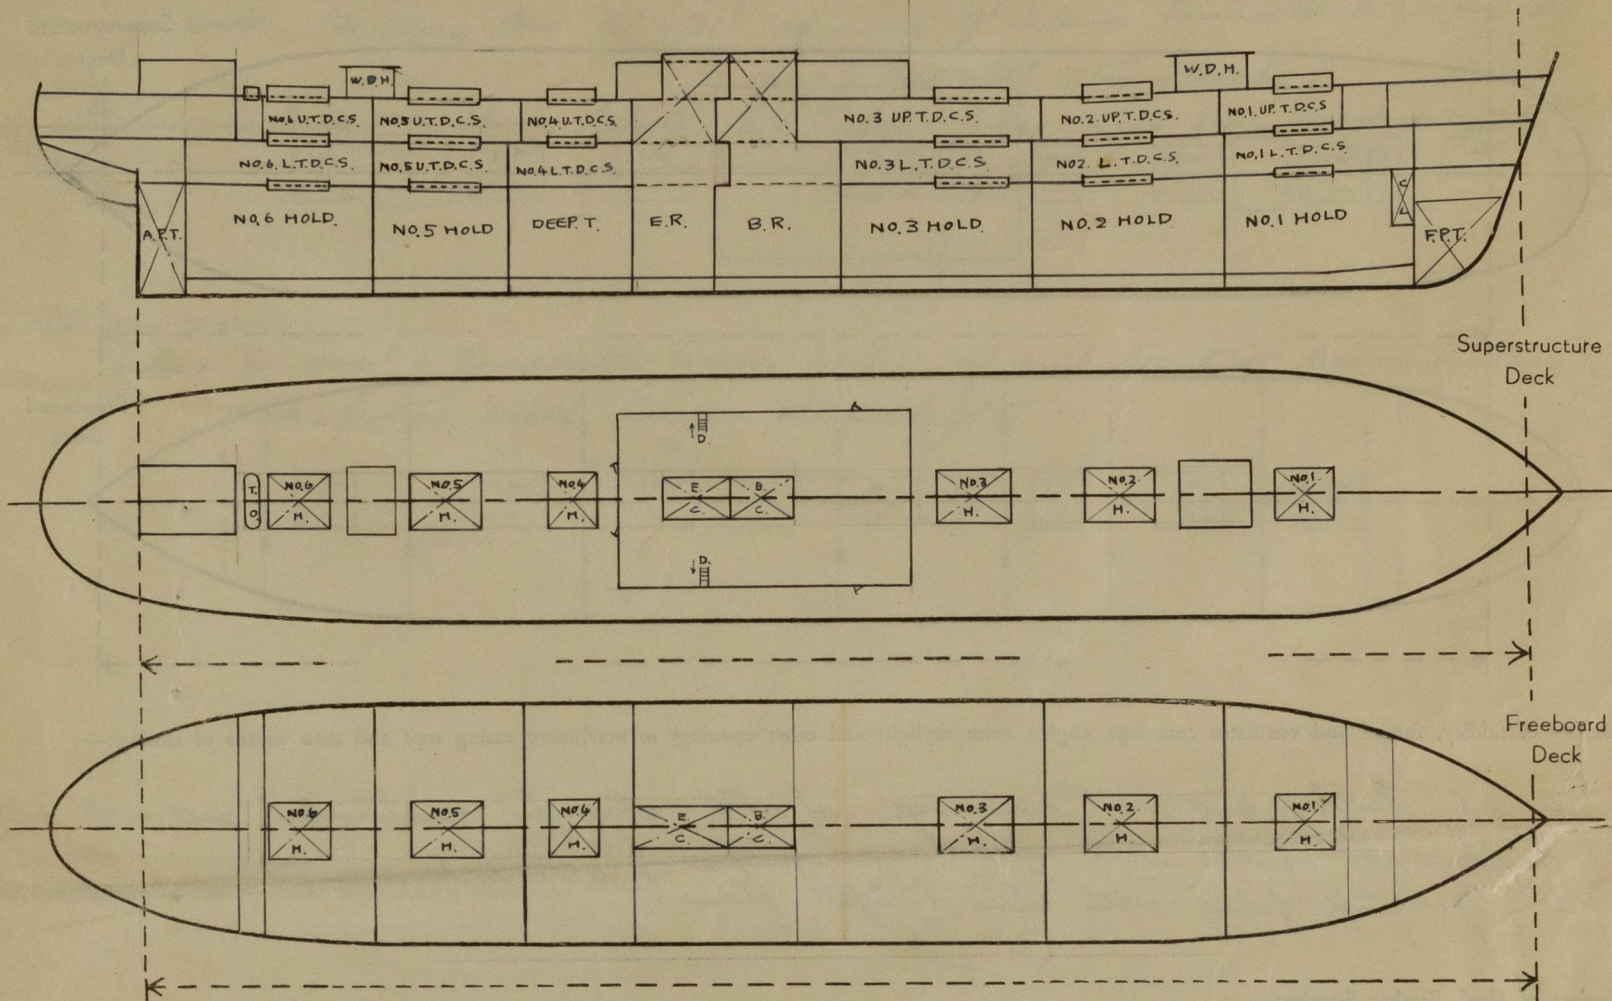 W.D.H.
W.D.H.
No.6 U.T.D.C.S.
No.5 U.T.D.C.S.
No.4 U.T.D.C.S.
No.3 UP.T.D.C.S.
No.2 UP.T.D.C.S.
No.1 UP.T.D.C.S
No.6. L.T.D.C.S.
No.5 U.T.D.C.S.
No.4 L.T.D.C.S.
No.3 L.T.D.C.S.
No2. L.T.D.C.S.
No.1 L.T.D.C.S.
C
L
A.P.T.
No.6 HOLD.
No.5 HOLD
DEEP. T.
E.R.
B.R.
No.3 HOLD.
No.2 HOLD
No.1 HOLD
F.P.T.
Superstructure
Deck
D.
T.
O.
No.6
H.
No.5
H.
No.4
H.
E.
C.
B.
C.
No.3
H.
No.2
H.
No.1
H.
D.
Freeboard
Deck
No.6
H.
No.5
H.
No.4
H.
E
C.
B.
C.
No.3
H.
No.2
H.
No.1
H.